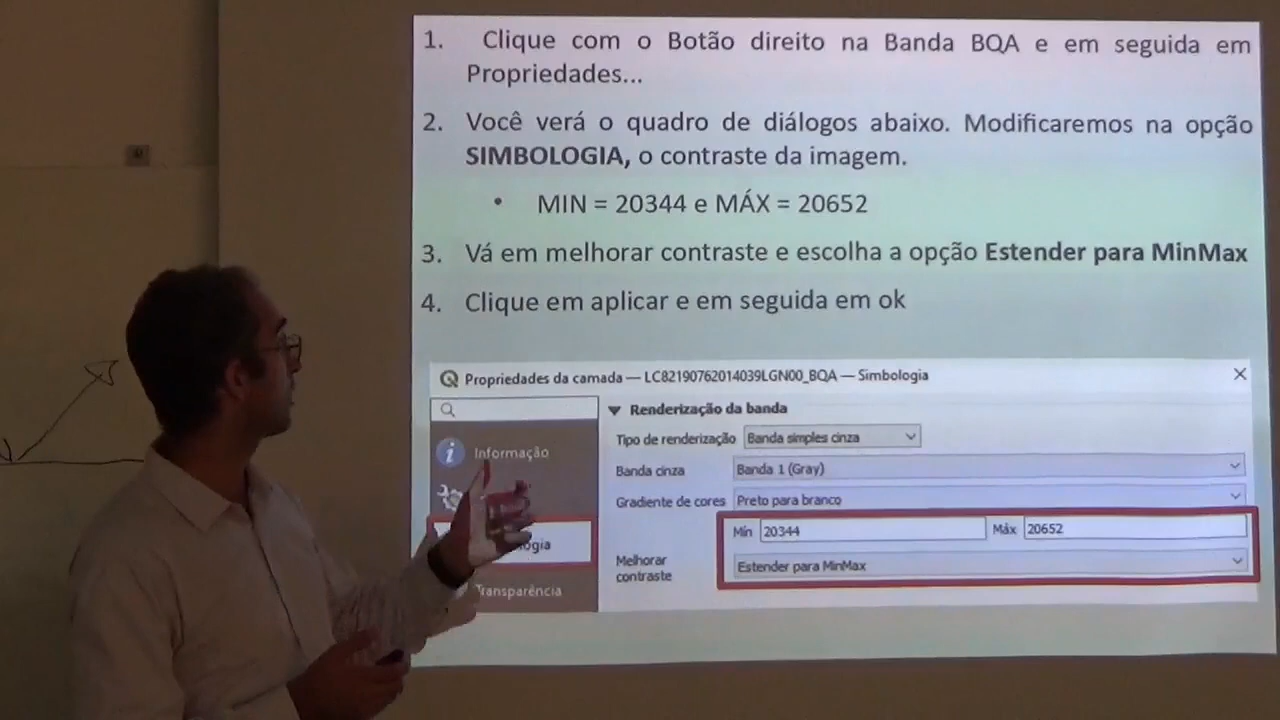 1. Clique com o Botão direito na Banda BQA e em seguida em
Propriedades...
2. Você verá o quadro de diálogos abaixo. Modificaremos na opção
SIMBOLOGIA, o contraste da imagem.
• MIN = 20344 e MÁX = 20652
3. Vá em melhorar contraste e escolha a opção Estender para MinMax
4. Clique em aplicar e em seguida em ok
Propriedades da camada — LC82190762014039LGN00_BQA — Simbologia
Renderização da banda
Informação
Tipo de renderização Banda simples cinza
Banda cinza Banda 1 (Gray)
Gradiente de cores Preto para branco
Mín 20344 Máx 20652
Melhorar
contraste
Estender para MinMax
Transparência